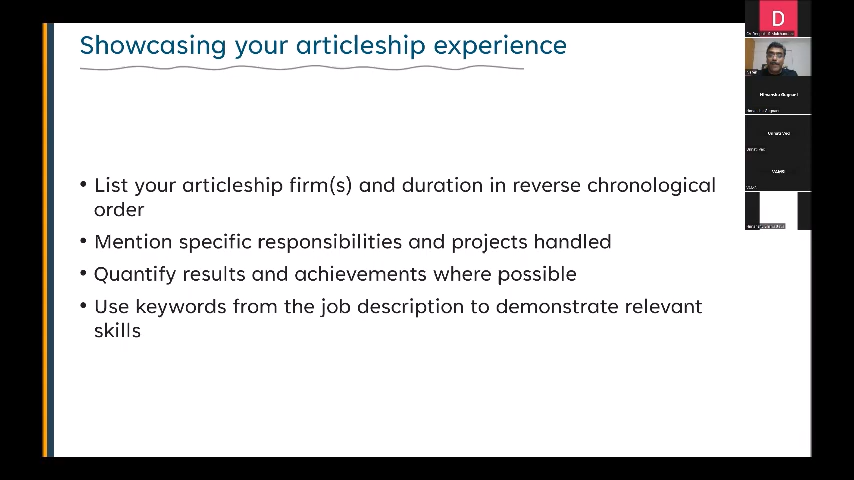 Showcasing your articleship experience
• List your articleship firm(s) and duration in reverse chronological
order
• Mention specific responsibilities and projects handled
• Quantify results and achievements where possible
• Use keywords from the job description to demonstrate relevant
skills
D